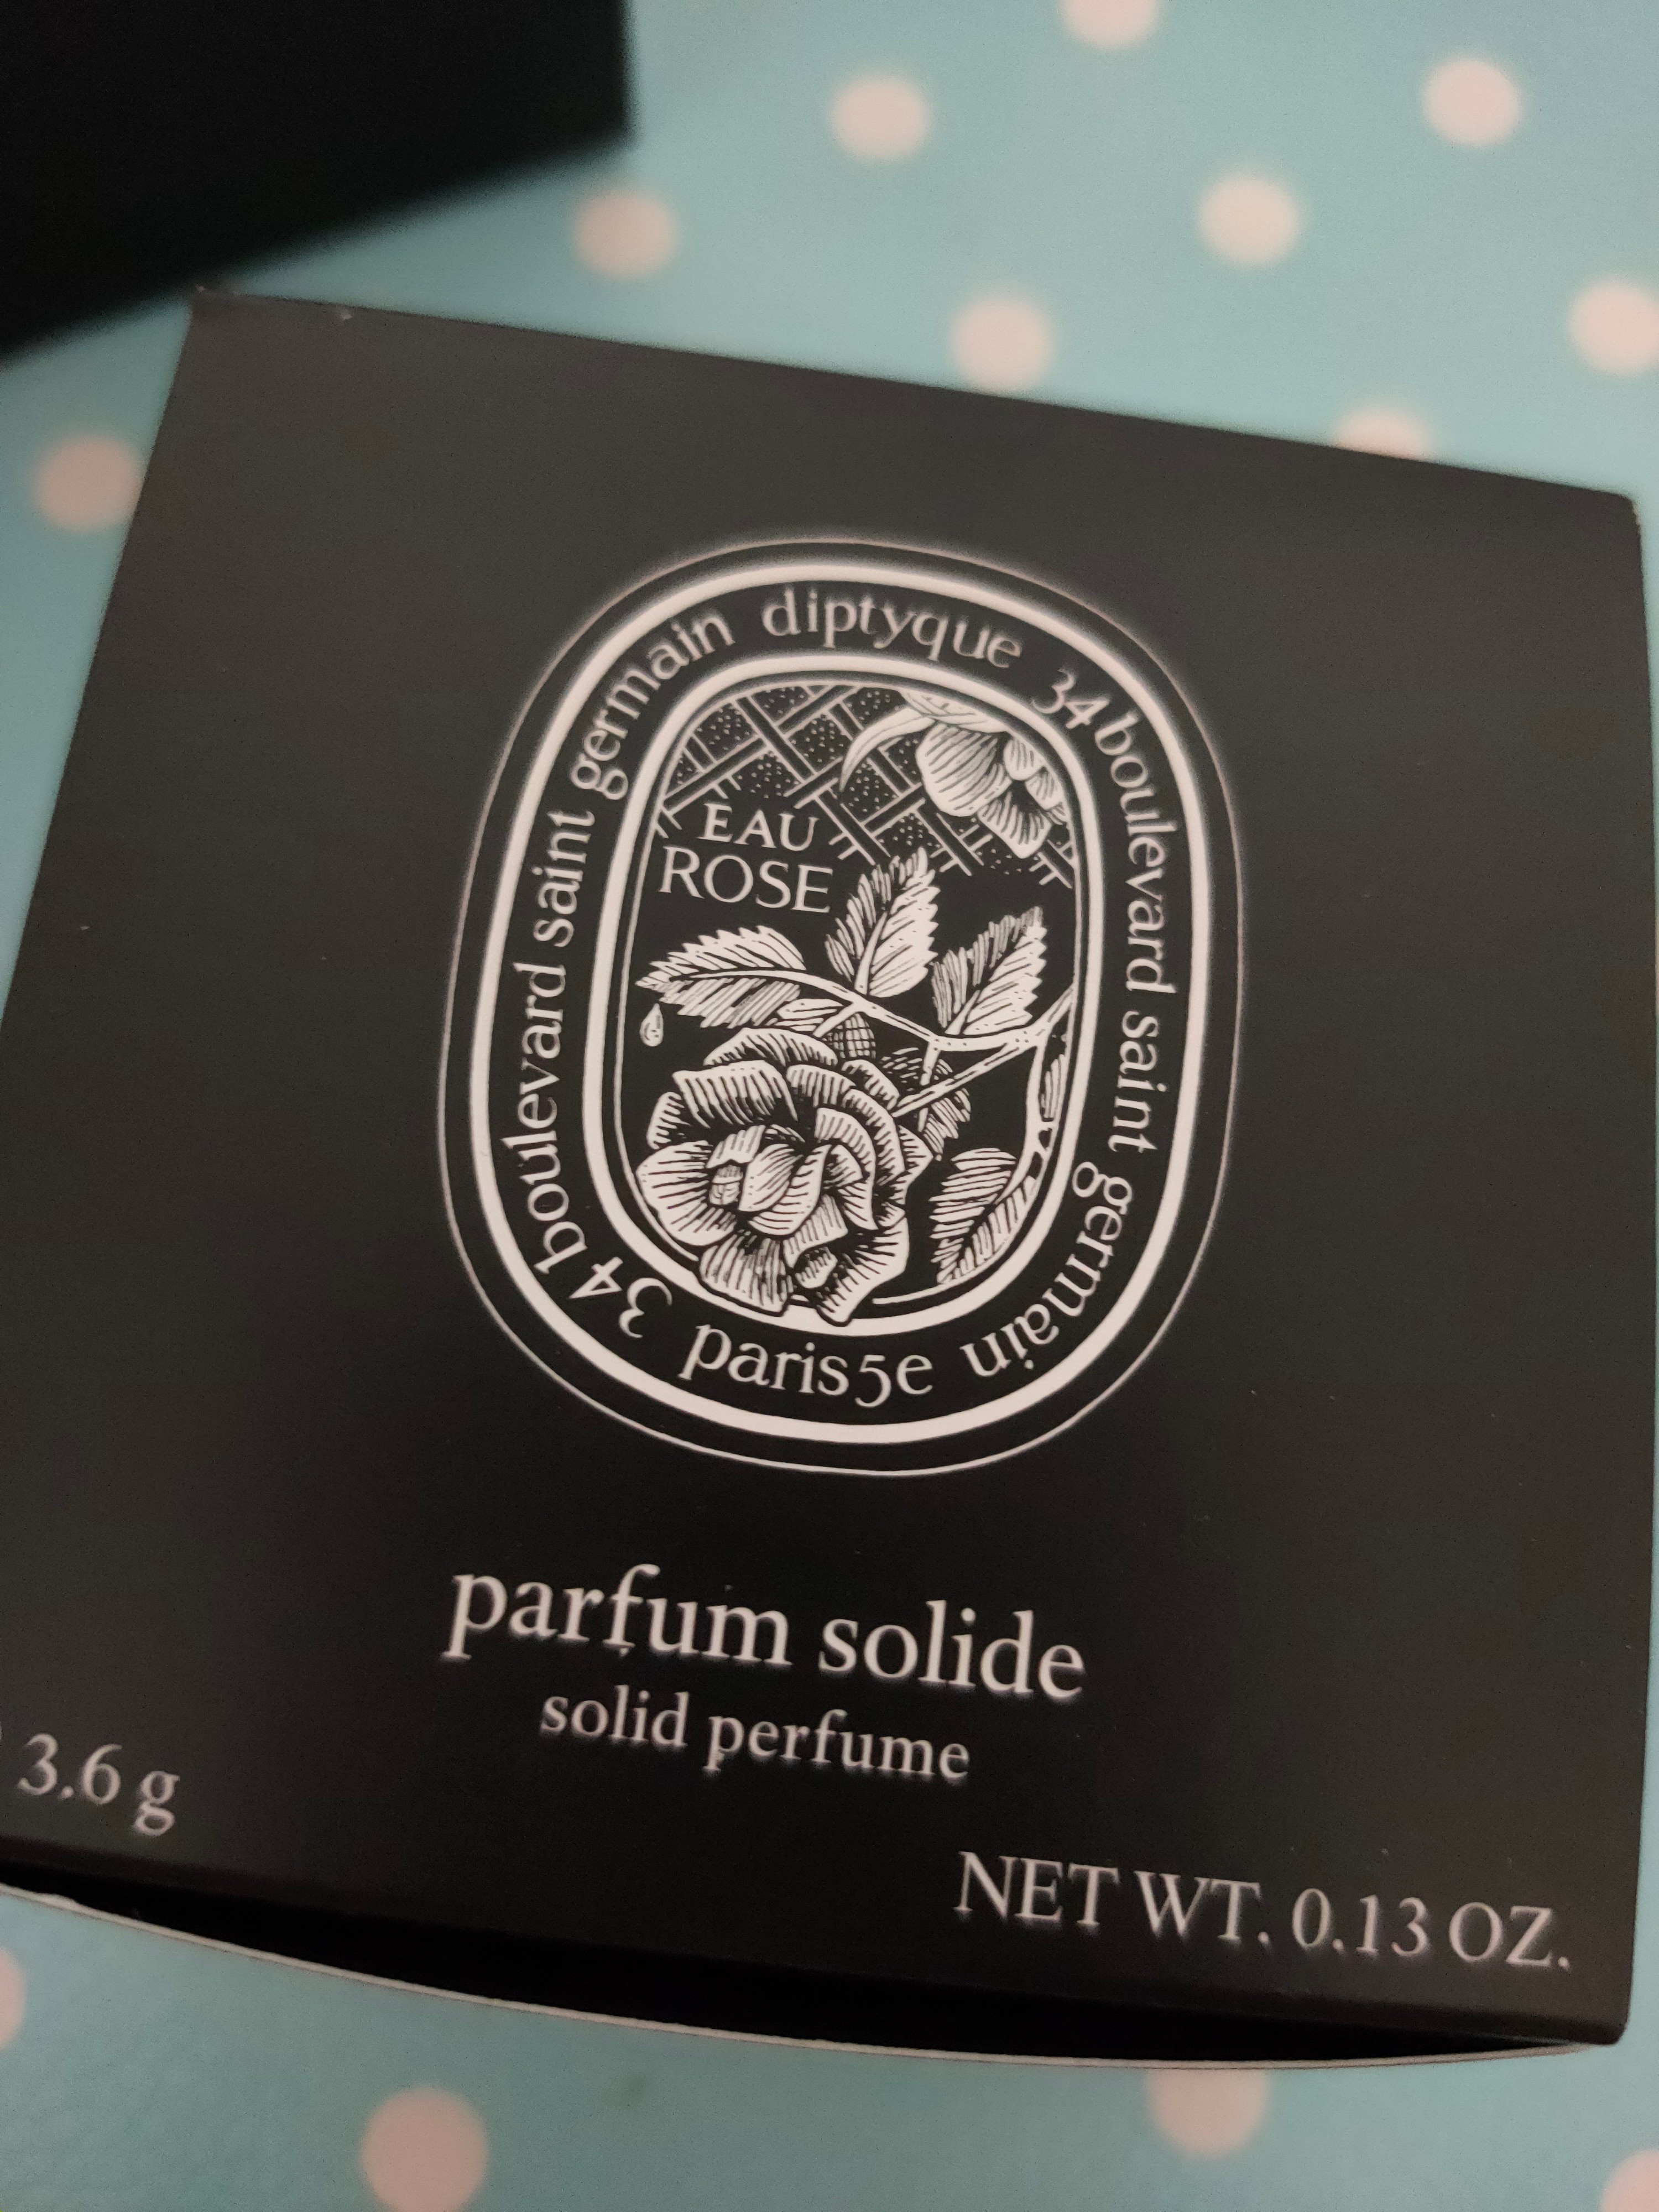 diptyque 34 boulevard saint germain paris 5e 34 boulevard saint germain
EAU
ROSE
parfum solide
solid perfume
3.6 g
NET WT. 0.13 OZ.